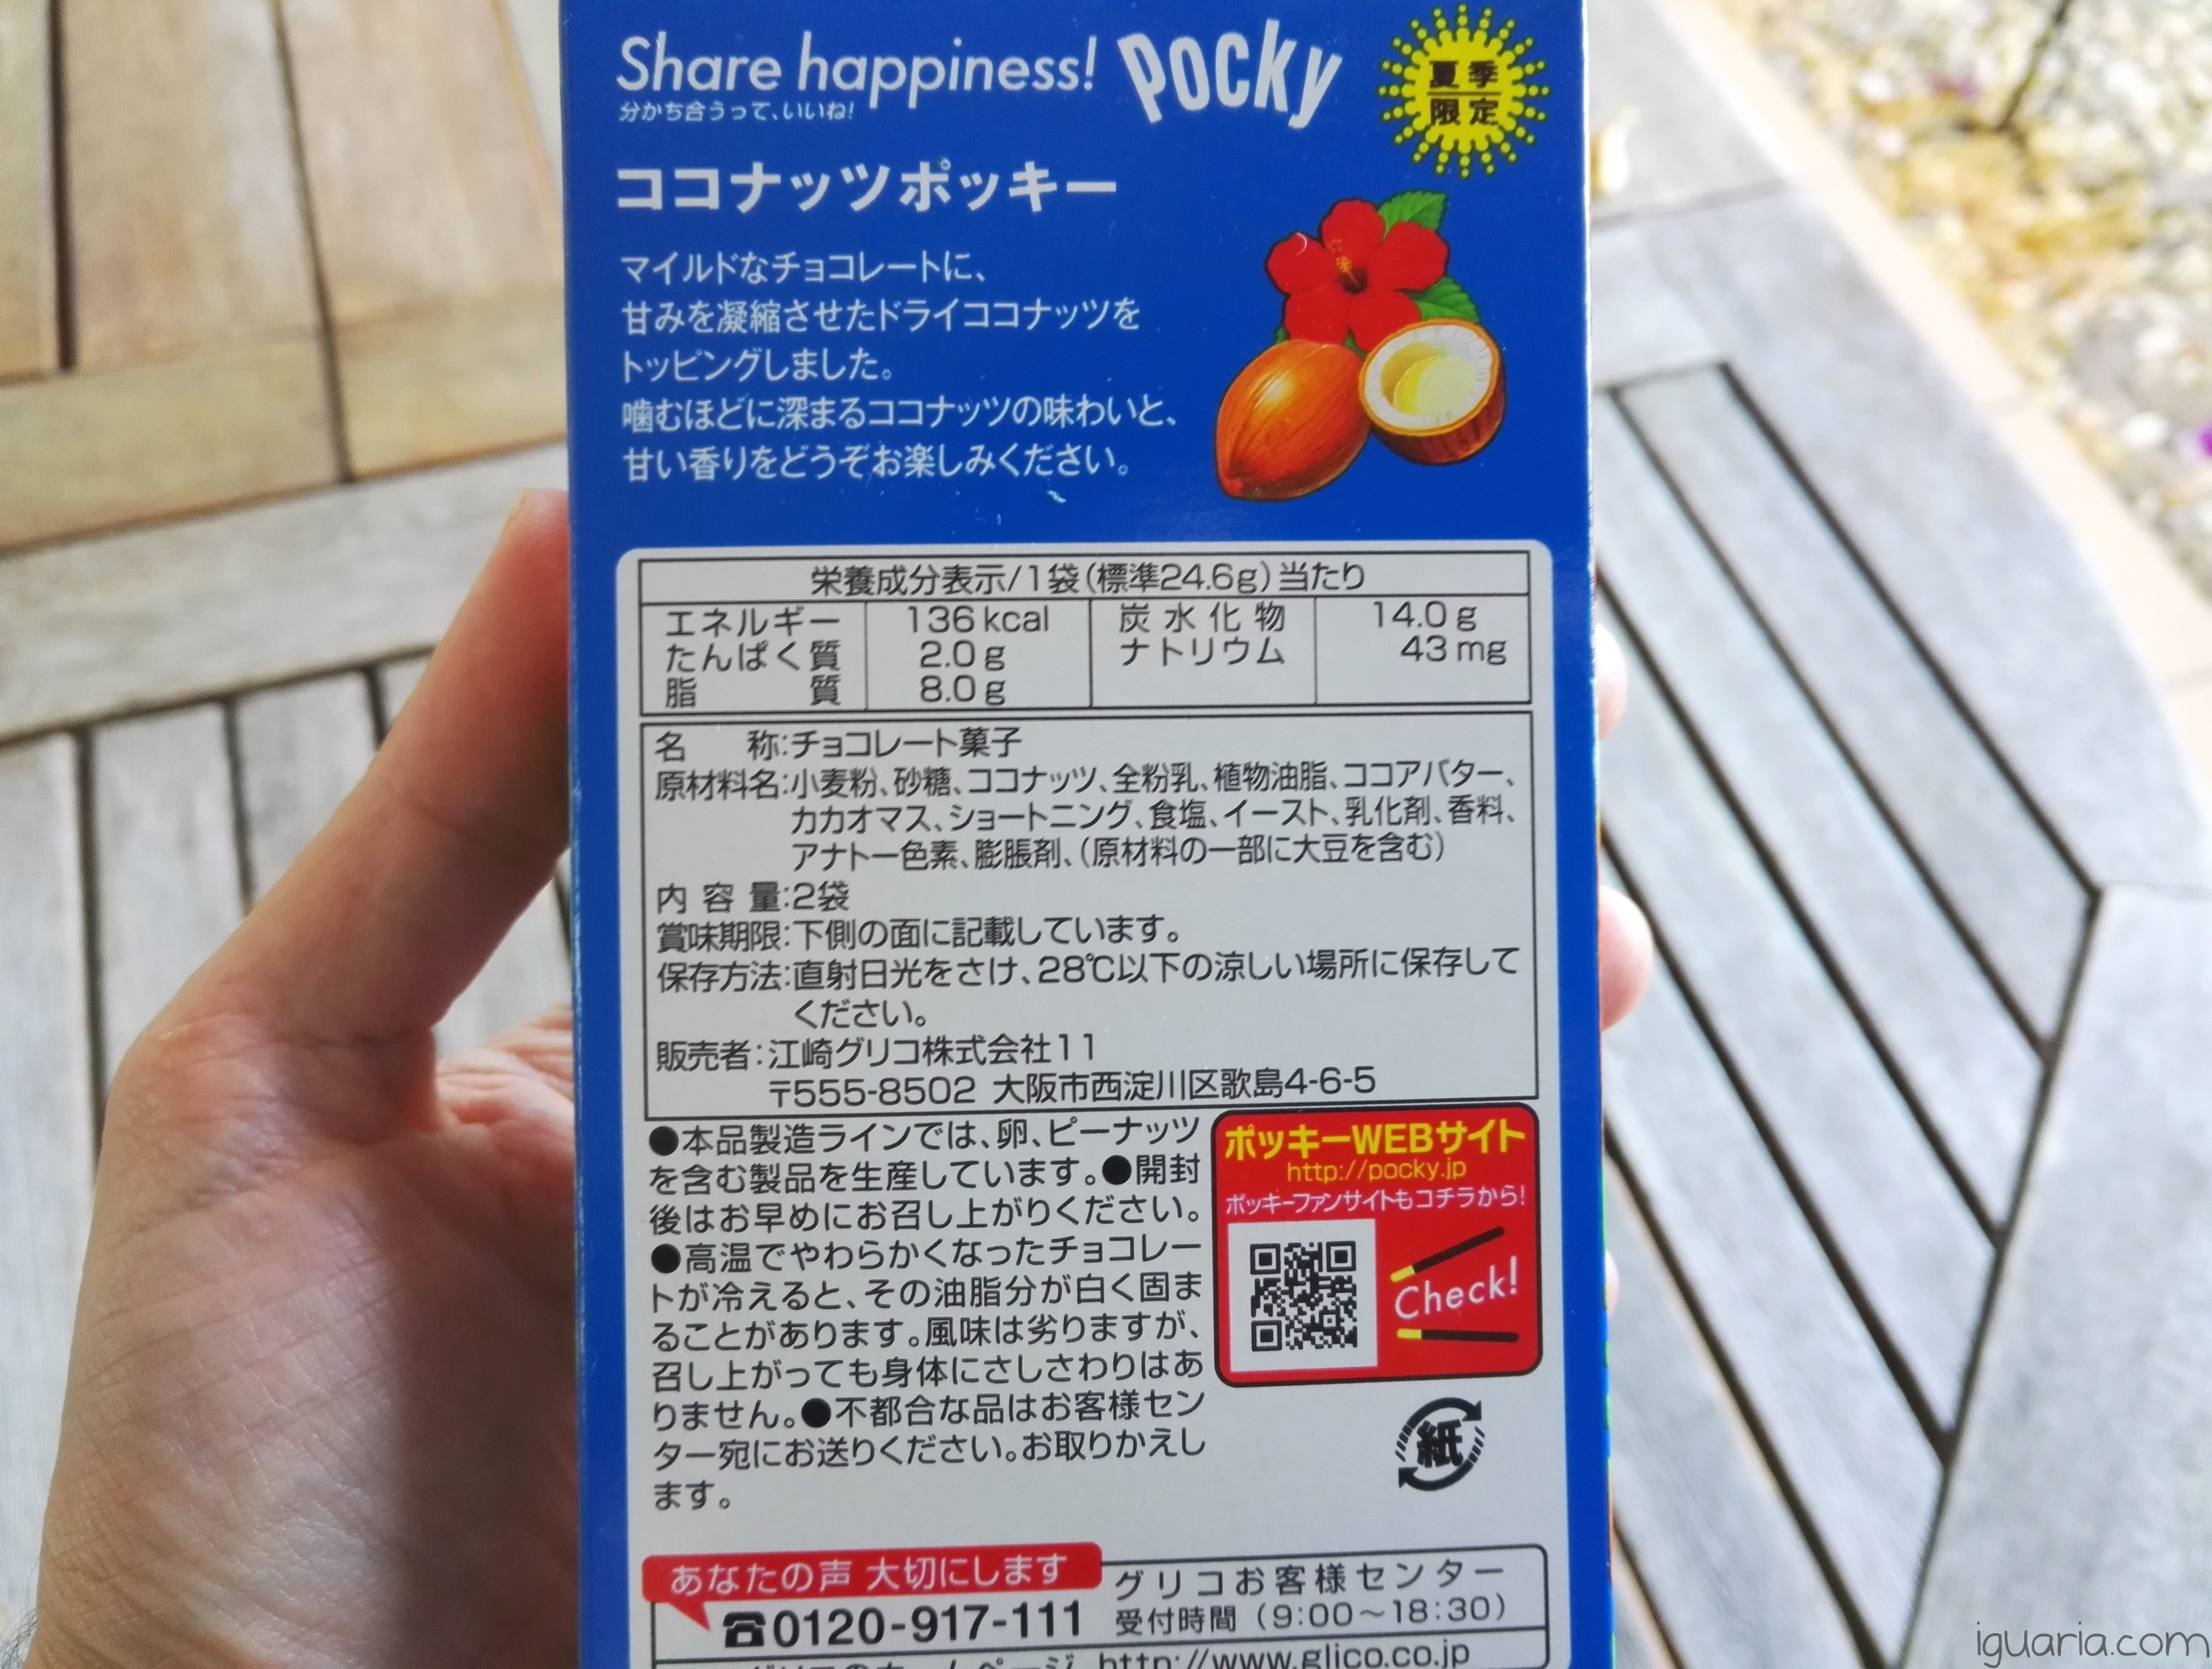 Share happiness! Pocky
分かち合うって、いいね!
夏季
限定
ココナッツポッキー
マイルドなチョコレートに、
甘みを凝縮させたドライココナッツを
トッピングしました。
噛むほどに深まるココナッツの味わいと、
甘い香りをどうぞお楽しみください。
栄養成分表示/1袋(標準24.6g)当たり
エネルギー 136 kcal 炭水化物 14.0 g
たんぱく質 2.0 g ナトリウム 43 mg
脂質 8.0 g
名称:チョコレート菓子
原材料名:小麦粉、砂糖、ココナッツ、全粉乳、植物油脂、ココアバター、
カカオマス、ショートニング、食塩、イースト、乳化剤、香料、
アナトー色素、膨脹剤、(原材料の一部に大豆を含む)
内容量:2袋
賞味期限:下側の面に記載しています。
保存方法:直射日光をさけ、28℃以下の涼しい場所に保存して
ください。
販売者:江崎グリコ株式会社11
〒555-8502 大阪市西淀川区歌島4-6-5
●本品製造ラインでは、卵、ピーナッツ
を含む製品を生産しています。●開封
後はお早めにお召し上がりください。
●高温でやわらかくなったチョコレー
トが冷えると、その油脂分が白く固ま
ることがあります。風味は劣りますが、
召し上がっても身体にさしさわりはあ
りません。●不都合な品はお客様セン
ター宛にお送りください。お取りかえし
ます。
ポッキーWEBサイト
http://pocky.jp
ポッキーファンサイトもコチラから!
Check!
紙
あなたの声 大切にします
☎0120-917-111
グリコお客様センター
受付時間（9:00～18:30）
http://www.glico.co.jp
iguaria.com